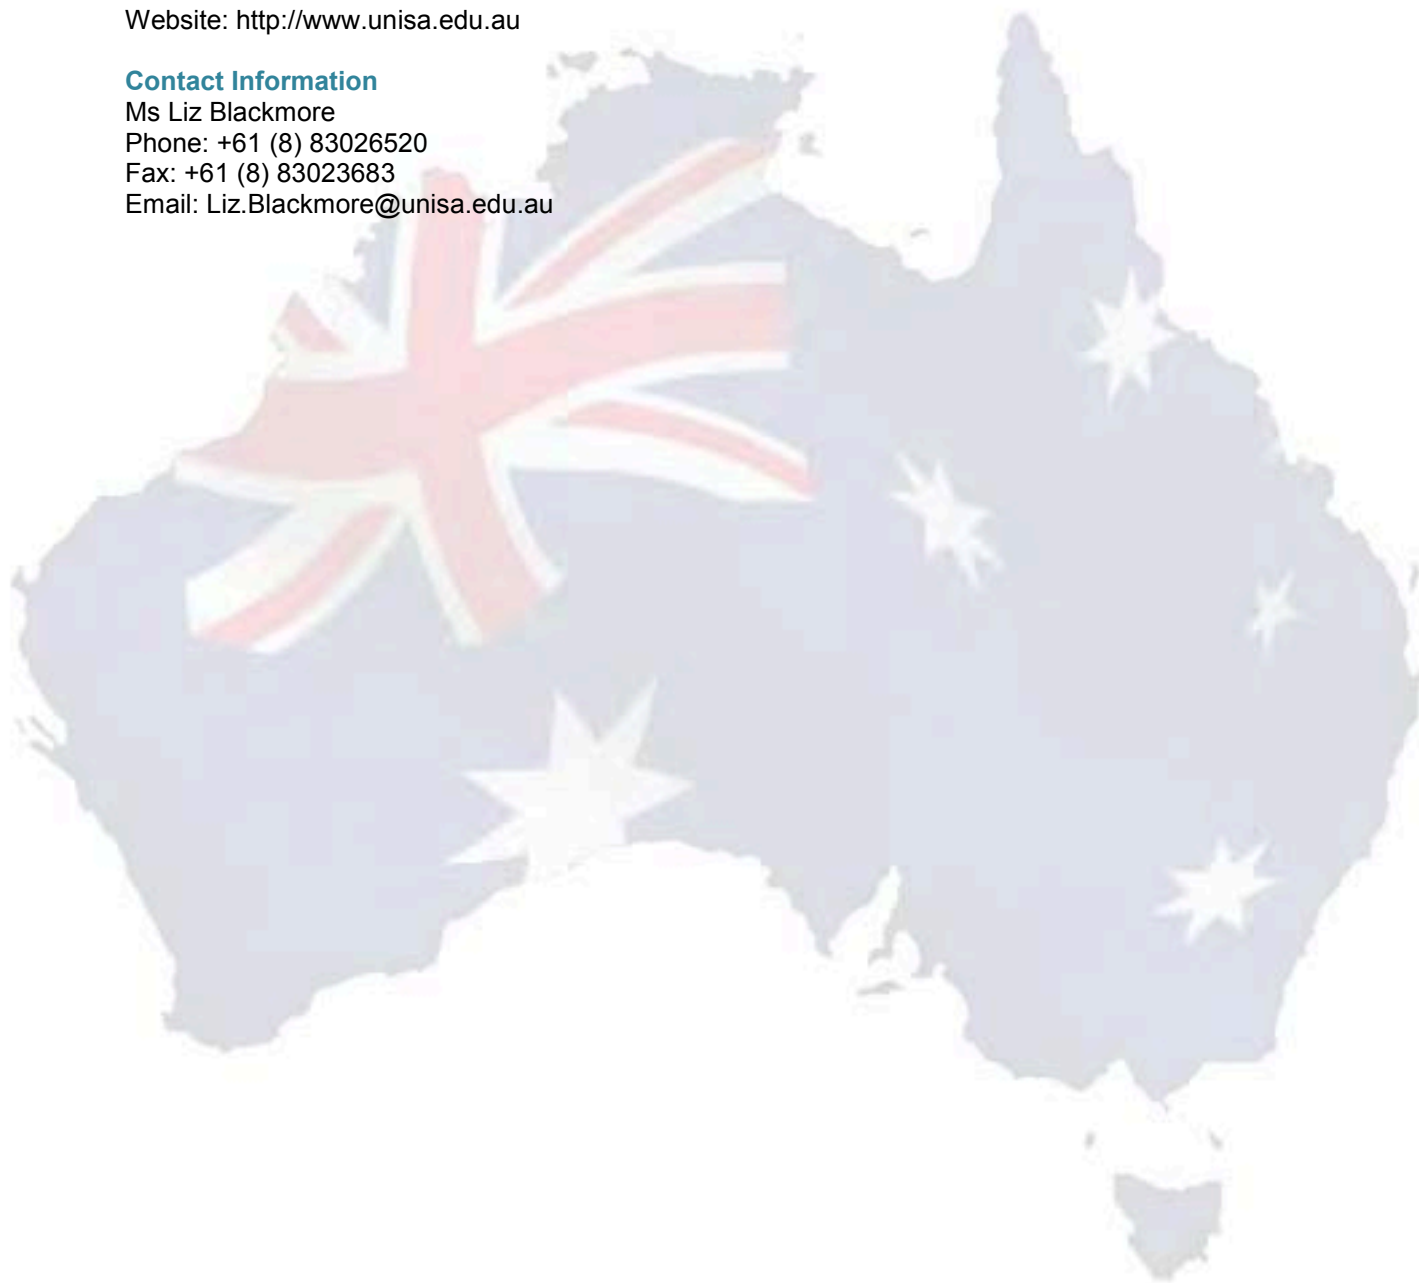 Website: http://www.unisa.edu.au
Contact Information
Ms Liz Blackmore
Phone: +61 (8) 83026520
Fax: +61 (8) 83023683
Email: Liz.Blackmore@unisa.edu.au